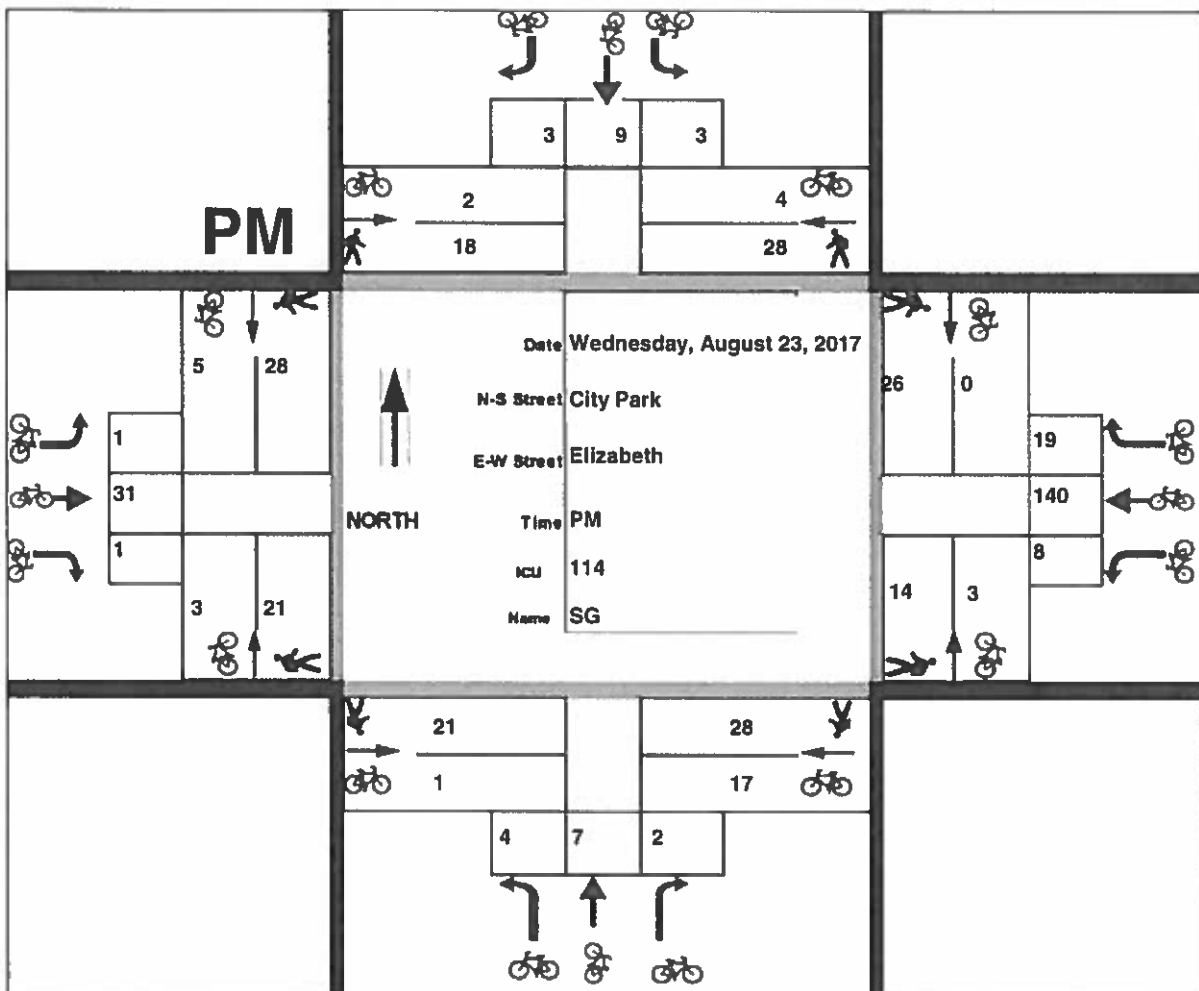 3 9 3
2 4
PM
18 28
5 28
Date Wednesday, August 23, 2017
26 0
N-S Street City Park
1
19
E-W Street Elizabeth
31
140
NORTH
Time PM
1
8
ICU 114
3 21
14 3
Name SG
21 28
1 17
4 7 2